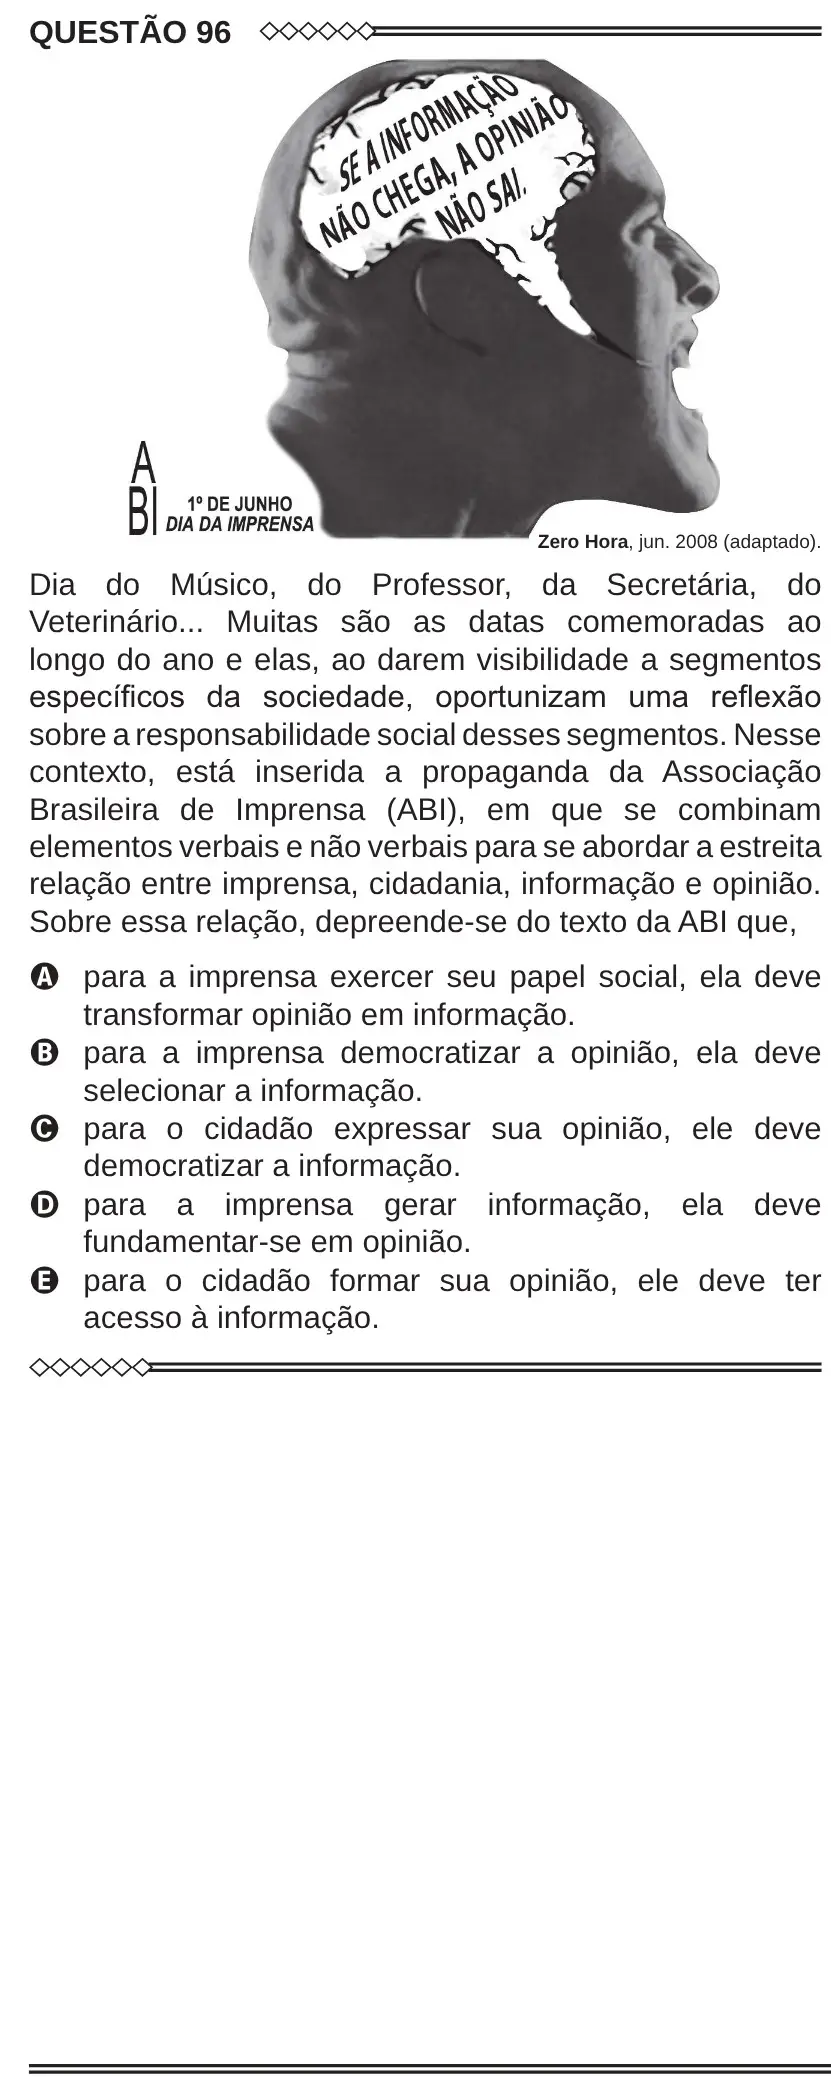 QUESTÃO 96
SE A INFORMAÇÃO
NÃO CHEGA, A OPINIÃO
NÃO SAI.
A
BI
1º DE JUNHO
DIA DA IMPRENSA
Zero Hora, jun. 2008 (adaptado).
Dia do Músico, do Professor, da Secretária, do
Veterinário... Muitas são as datas comemoradas ao
longo do ano e elas, ao darem visibilidade a segmentos
específicos da sociedade, oportunizam uma reflexão
sobre a responsabilidade social desses segmentos. Nesse
contexto, está inserida a propaganda da Associação
Brasileira de Imprensa (ABI), em que se combinam
elementos verbais e não verbais para se abordar a estreita
relação entre imprensa, cidadania, informação e opinião.
Sobre essa relação, depreende-se do texto da ABI que,
A para a imprensa exercer seu papel social, ela deve
transformar opinião em informação.
B para a imprensa democratizar a opinião, ela deve
selecionar a informação.
C para o cidadão expressar sua opinião, ele deve
democratizar a informação.
D para a imprensa gerar informação, ela deve
fundamentar-se em opinião.
E para o cidadão formar sua opinião, ele deve ter
acesso à informação.